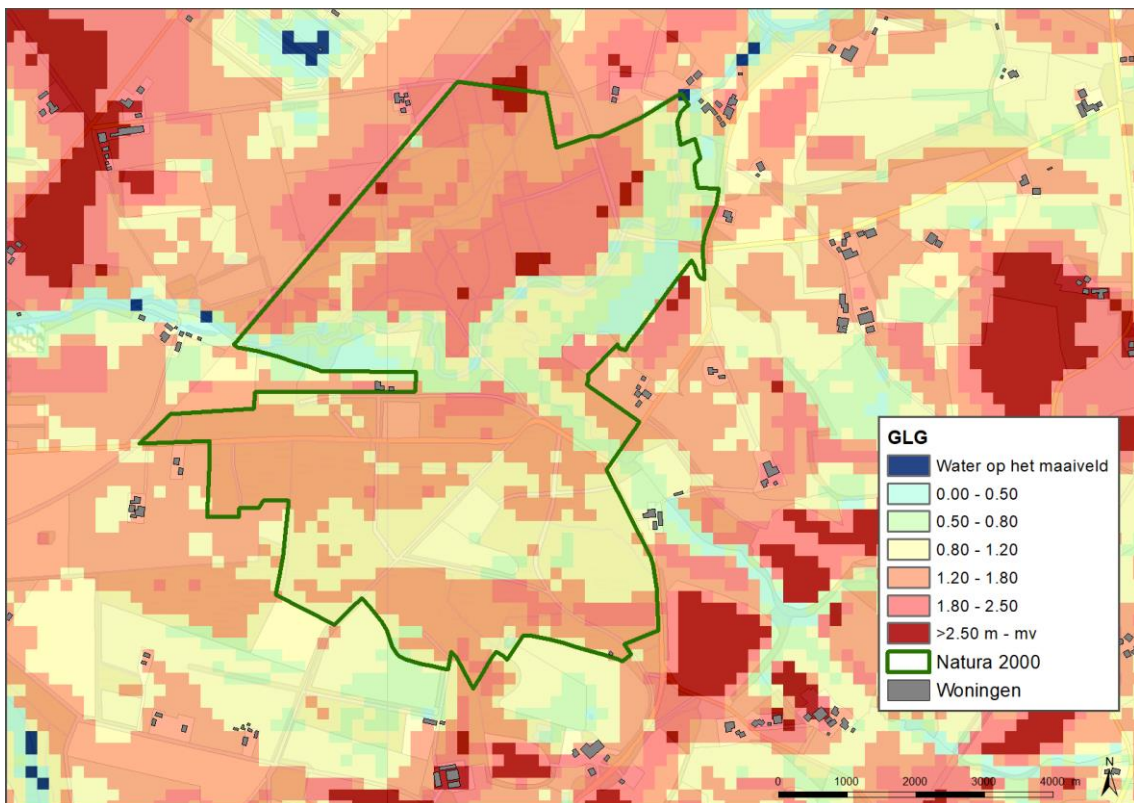 GLG
Water op het maaiveld
0.00 - 0.50
0.50 - 0.80
0.80 - 1.20
1.20 - 1.80
1.80 - 2.50
>2.50 m - mv
Natura 2000
Woningen
N
0 1000 2000 3000 4000 m